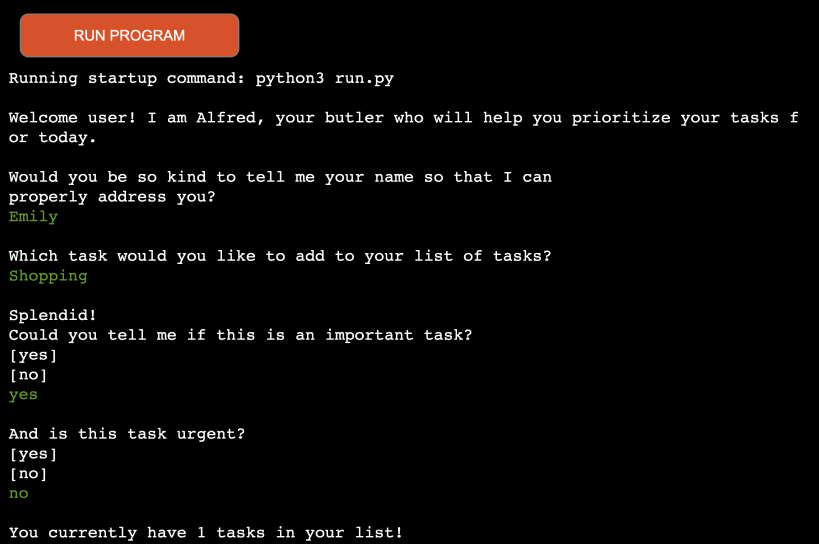 RUN PROGRAM
Running startup command: python3 run.py
Welcome user! I am Alfred, your butler who will help you prioritize your tasks f
or today.
Would you be so kind to tell me your name so that I can
properly address you?
Emily
Which task would you like to add to your list of tasks?
Shopping
Splendid!
Could you tell me if this is an important task?
[yes]
[no]
yes
And is this task urgent?
[yes]
[no]
no
You currently have 1 tasks in your list!